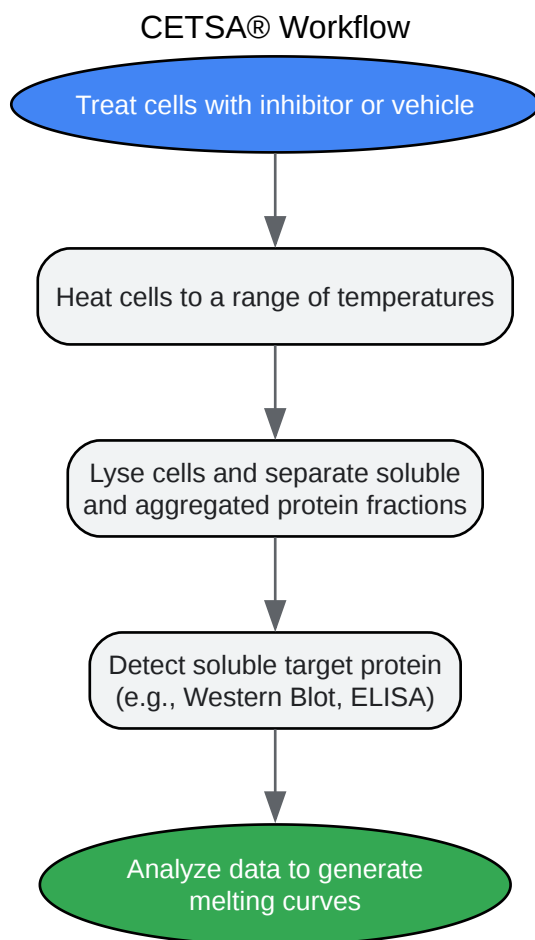 CETSA® Workflow
Treat cells with inhibitor or vehicle
Heat cells to a range of temperatures
Lyse cells and separate soluble
and aggregated protein fractions
Detect soluble target protein
(e.g., Western Blot, ELISA)
Analyze data to generate
melting curves